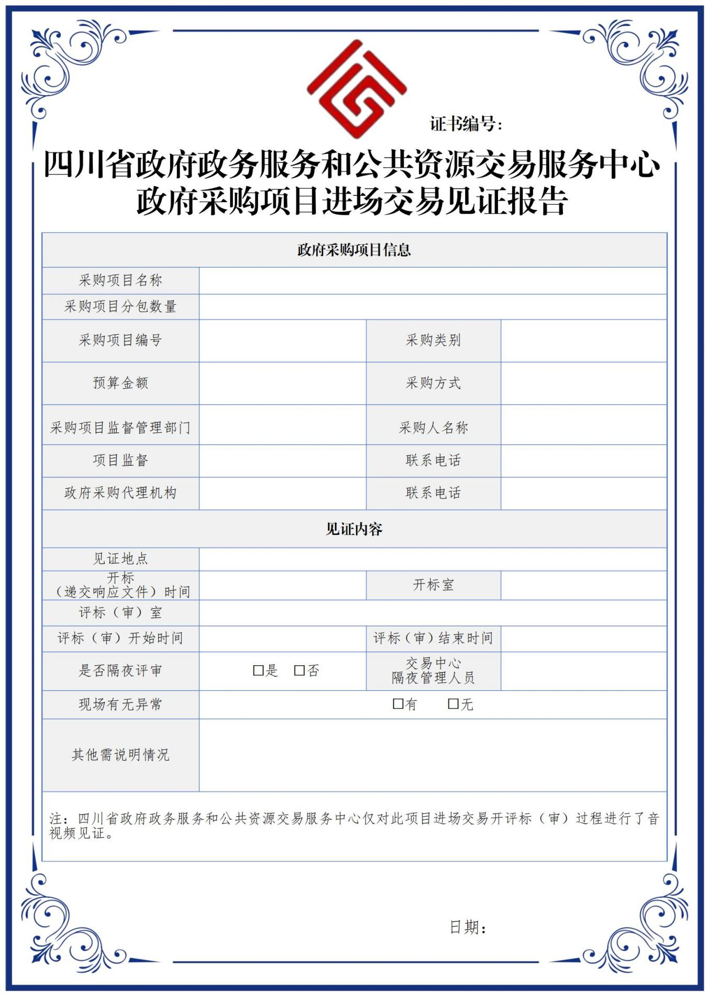 证书编号：
四川省政府政务服务和公共资源交易服务中心
政府采购项目进场交易见证报告
政府采购项目信息
采购项目名称
采购项目分包数量
采购项目编号 采购类别
预算金额 采购方式
采购项目监督管理部门 采购人名称
项目监督 联系电话
政府采购代理机构 联系电话
见证内容
见证地点
开标
（递交响应文件）时间 开标室
评标（审）室
评标（审）开始时间 评标（审）结束时间
是否隔夜评审 □是 □否 交易中心
隔夜管理人员
现场有无异常 □有 □无
其他需说明情况
注：四川省政府政务服务和公共资源交易服务中心仅对此项目进场交易开评标（审）过程进行了音
视频见证。
日期：